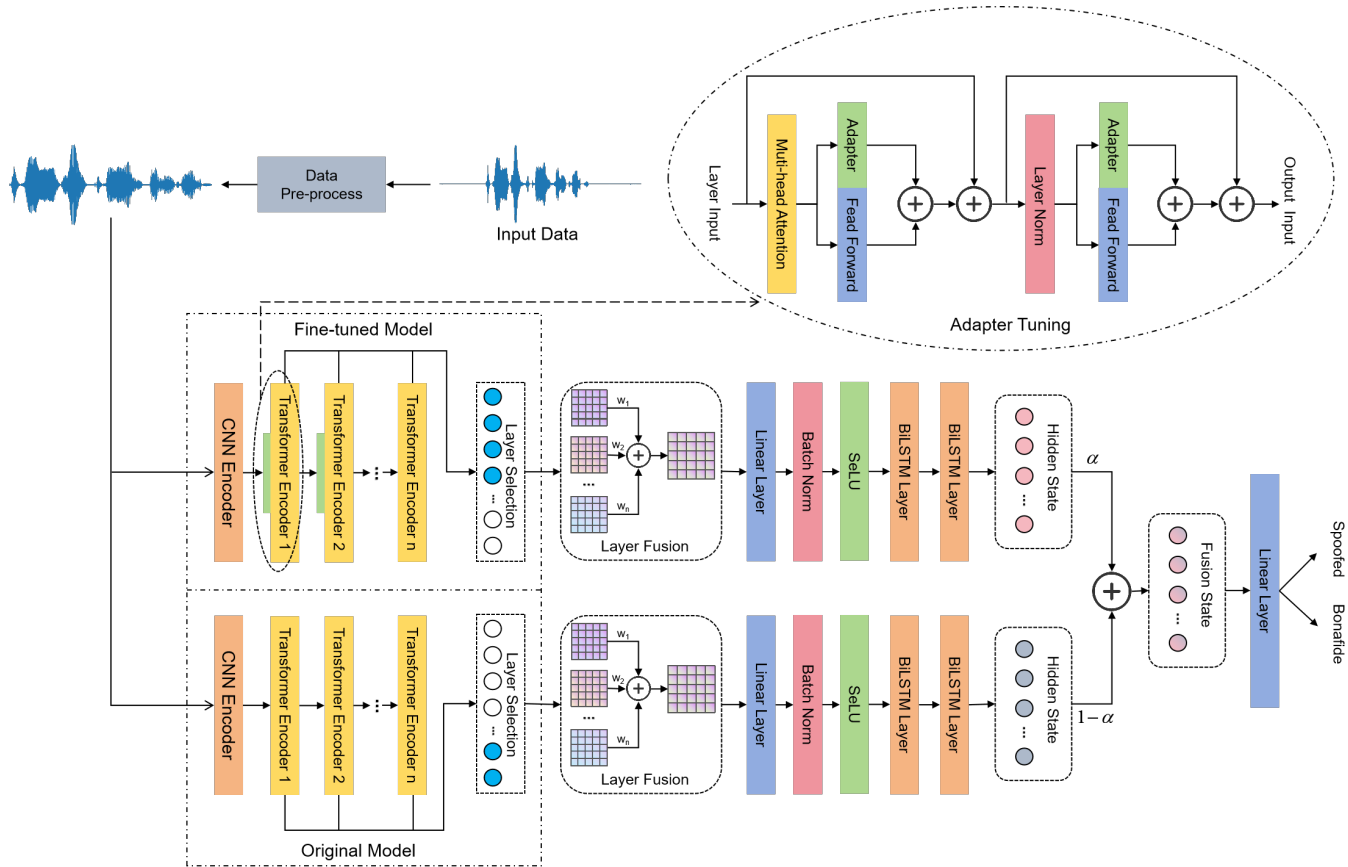 Data
Pre-process
Input Data
Layer Input
Muti-head Attention
Adapter
Fead Forward
Layer Norm
Adapter
Fead Forward
Output Input
Adapter Tuning
Fine-tuned Model
CNN Encoder
Transformer Encoder 1
Transformer Encoder 2
...
Transformer Encoder n
Layer Selection
...
w1
w2
...
wn
Layer Fusion
Linear Layer
Batch Norm
SeLU
BiLSTM Layer
BiLSTM Layer
Hidden State
...
α
CNN Encoder
Transformer Encoder 1
Transformer Encoder 2
...
Transformer Encoder n
Layer Selection
...
Original Model
w1
w2
...
wn
Layer Fusion
Linear Layer
Batch Norm
SeLU
BiLSTM Layer
BiLSTM Layer
Hidden State
...
1-α
Fusion State
...
Linear Layer
Spoofed
Bonafide